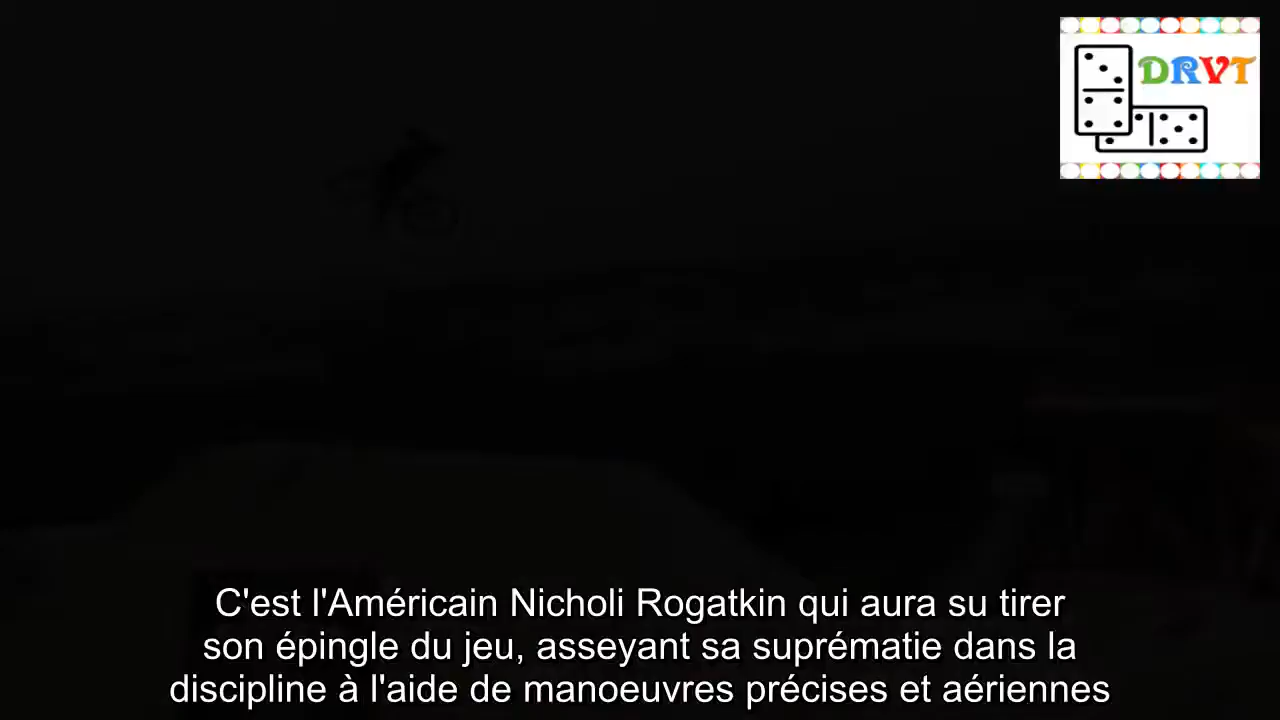 DRVT
C'est l'Américain Nicholi Rogatkin qui aura su tirer
son épingle du jeu, asseyant sa suprématie dans la
discipline à l'aide de manoeuvres précises et aériennes